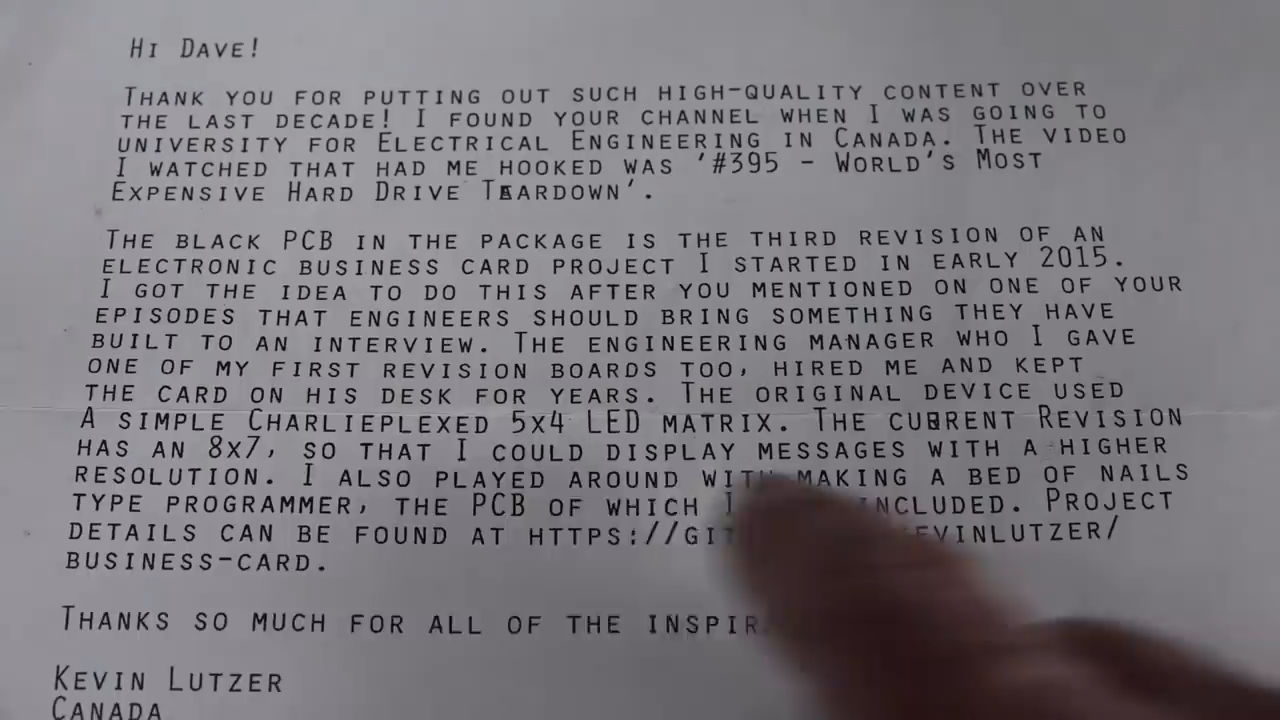 Hi Dave!
Thank you for putting out such high-quality content over
the last decade! I found your channel when I was going to
university for Electrical Engineering in Canada. The video
I watched that had me hooked was '#395 - World's Most
Expensive Hard Drive Teardown'.
The black PCB in the package is the third revision of an
electronic business card project I started in early 2015.
I got the idea to do this after you mentioned on one of your
episodes that engineers should bring something they have
built to an interview. The engineering manager who I gave
one of my first revision boards too, hired me and kept
the card on his desk for years. The original device used
a simple Charlieplexed 5x4 LED matrix. The current Revision
has an 8x7, so that I could display messages with a higher
resolution. I also played around with making a bed of nails
type programmer, the PCB of which I included. Project
details can be found at https://git evinlutzer/
business-card.
Thanks so much for all of the
Kevin Lutzer
Canada